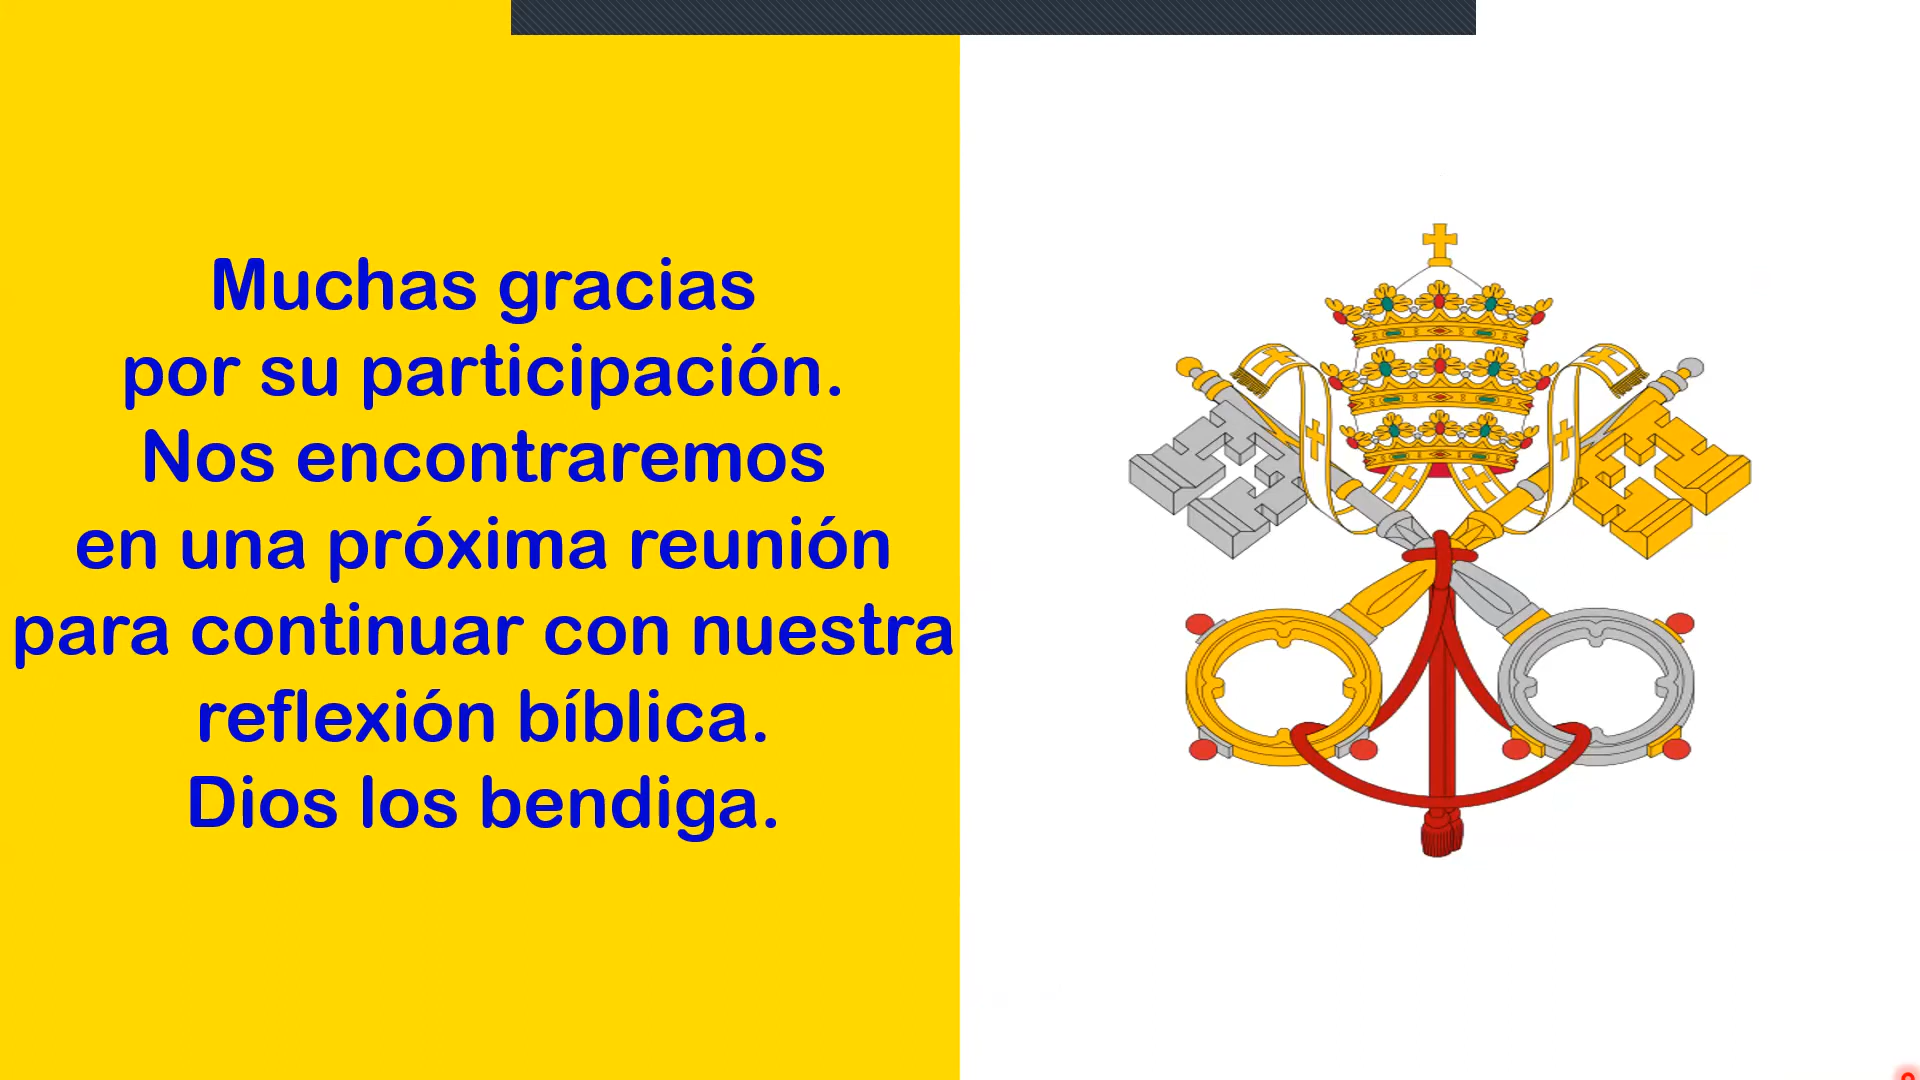 Muchas gracias
por su participación.
Nos encontraremos
en una próxima reunión
para continuar con nuestra
reflexión bíblica.
Dios los bendiga.